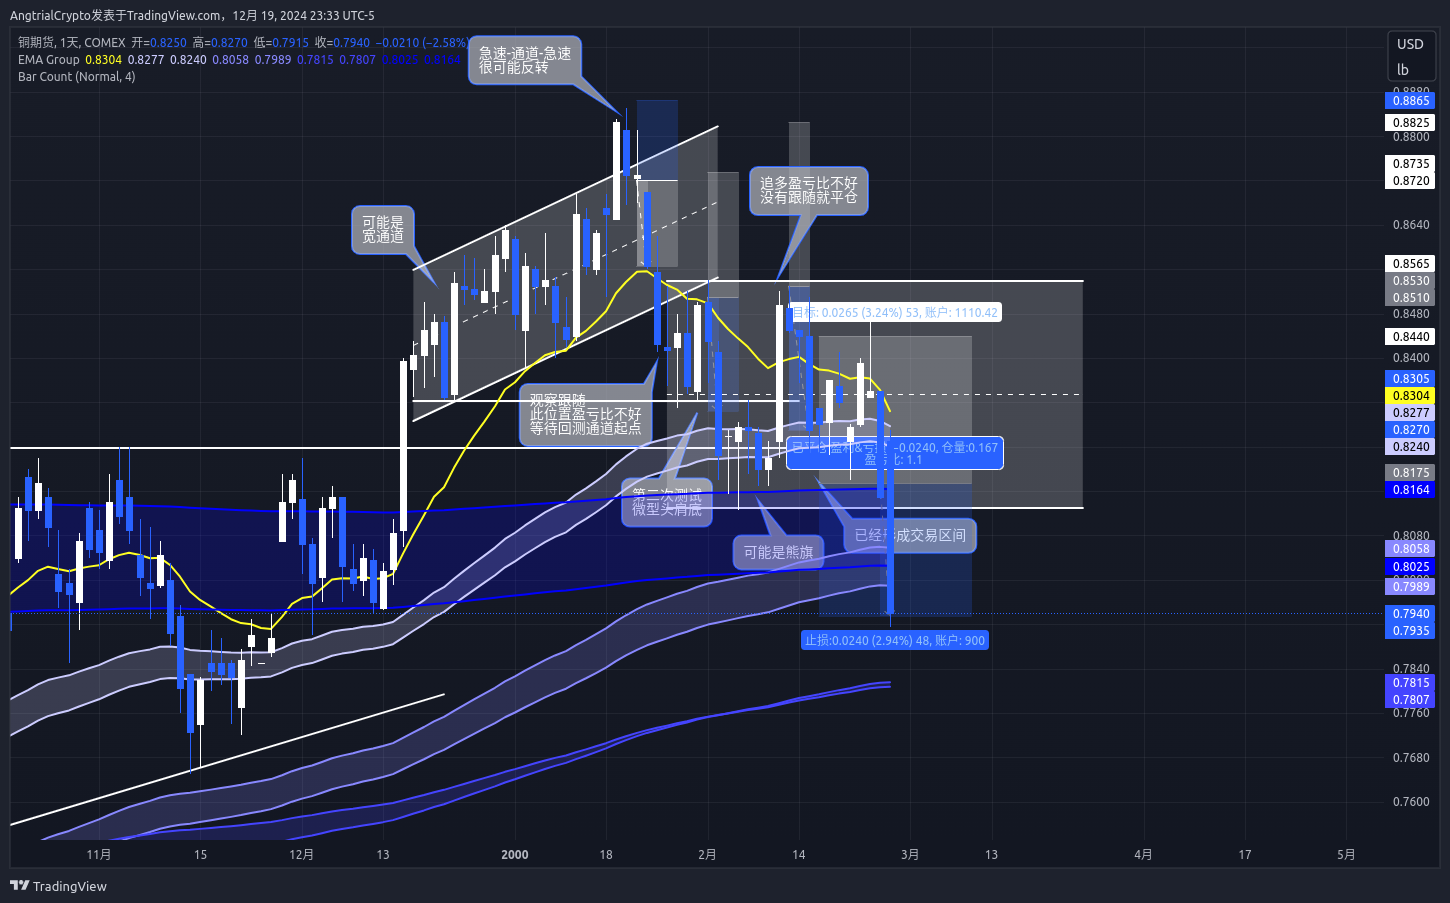 AngtrialCrypto发表于TradingView.com，12月 19, 2024 23:33 UTC-5
铜期货, 1天, COMEX 开=0.8250 高=0.8270 低=0.7915 收=0.7940 −0.0210 (−2.58%)
EMA Group 0.8304 0.8277 0.8240 0.8058 0.7989 0.7815 0.7807 0.8025 0.8164
Bar Count (Normal, 4)
急速-通道-急速
很可能反转
可能是
宽通道
追多盈亏比不好
没有跟随就平仓
目标: 0.0265 (3.24%) 53, 账户: 1110.42
观察跟随
此位置盈亏比不好
等待回测通道起点
−0.0240, 仓量:0.167
比: 1.1
第二次测试
微型头肩底
可能是熊旗
已经形成交易区间
止损:0.0240 (2.94%) 48, 账户: 900
USD
lb
0.8880
0.8865
0.8825
0.8800
0.8735
0.8720
0.8640
0.8565
0.8530
0.8510
0.8480
0.8440
0.8400
0.8305
0.8304
0.8277
0.8270
0.8240
0.8175
0.8164
0.8080
0.8058
0.8025
0.7989
0.7940
0.7935
0.7840
0.7815
0.7807
0.7760
0.7680
0.7600
11月
15
12月
13
2000
18
2月
14
3月
13
4月
17
5月
TradingView